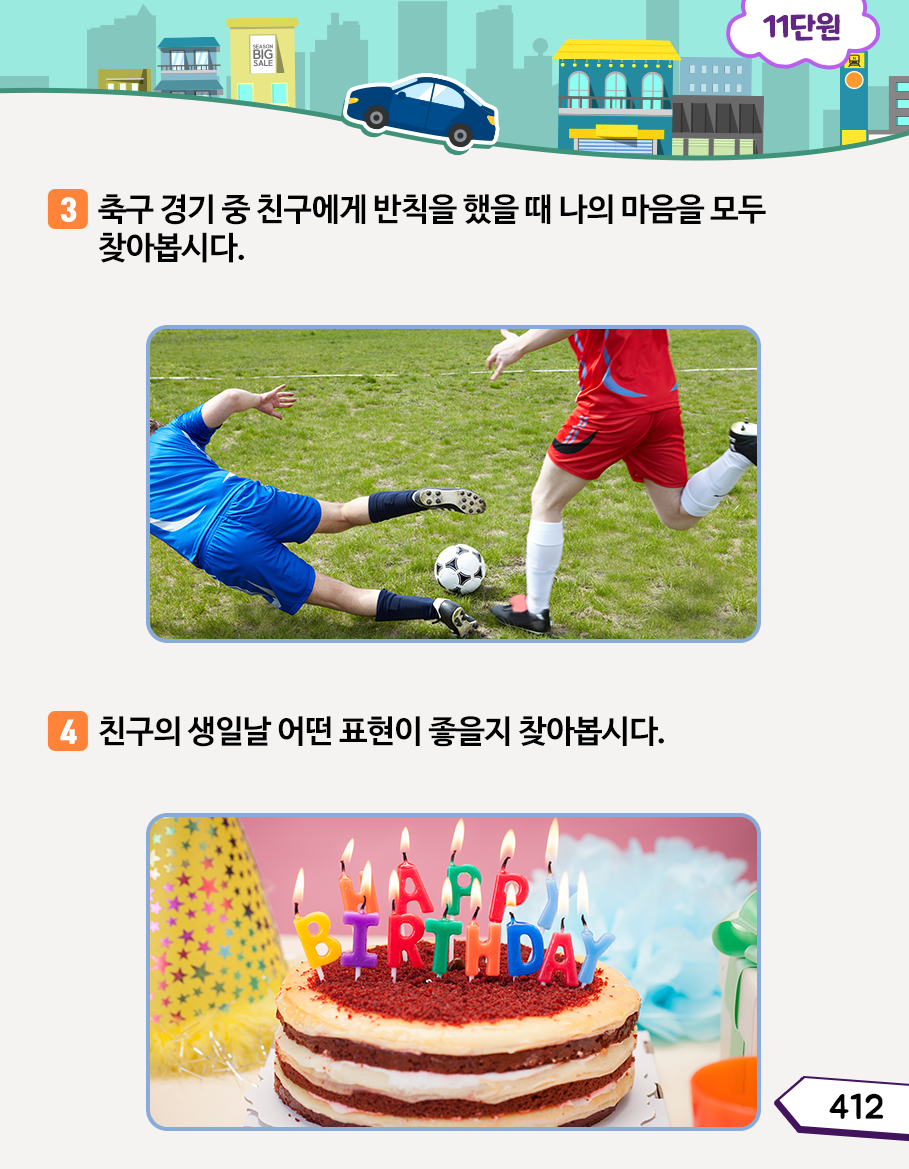 11단원
SEASON
BIG
SALE
3 축구 경기 중 친구에게 반칙을 했을 때 나의 마음을 모두
찾아봅시다.
4 친구의 생일날 어떤 표현이 좋을지 찾아봅시다.
HAPPY
BIRTHDAY
412